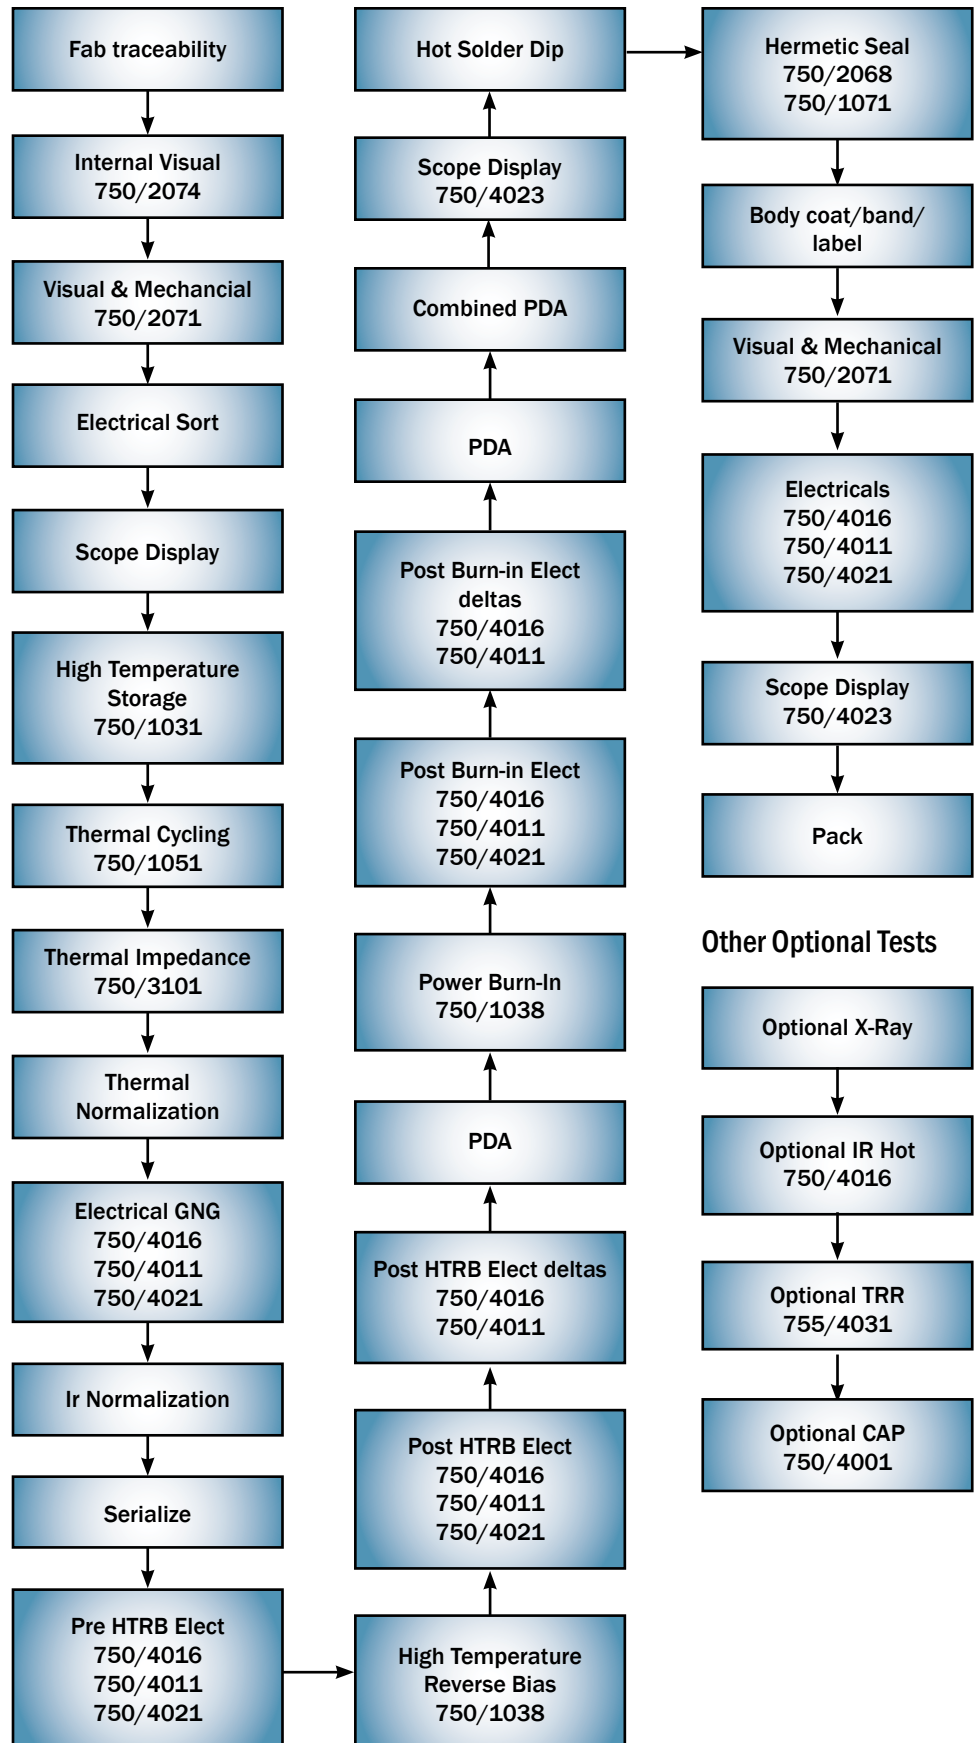 Fab traceability
Internal Visual
750/2074
Visual & Mechancial
750/2071
Electrical Sort
Scope Display
High Temperature
Storage
750/1031
Thermal Cycling
750/1051
Thermal Impedance
750/3101
Thermal
Normalization
Electrical GNG
750/4016
750/4011
750/4021
Ir Normalization
Serialize
Pre HTRB Elect
750/4016
750/4011
750/4021
High Temperature
Reverse Bias
750/1038
Post HTRB Elect
750/4016
750/4011
750/4021
Post HTRB Elect deltas
750/4016
750/4011
PDA
Power Burn-In
750/1038
Post Burn-in Elect
750/4016
750/4011
750/4021
Post Burn-in Elect
deltas
750/4016
750/4011
PDA
Combined PDA
Scope Display
750/4023
Hot Solder Dip
Hermetic Seal
750/2068
750/1071
Body coat/band/
label
Visual & Mechanical
750/2071
Electricals
750/4016
750/4011
750/4021
Scope Display
750/4023
Pack
Other Optional Tests
Optional X-Ray
Optional IR Hot
750/4016
Optional TRR
755/4031
Optional CAP
750/4001